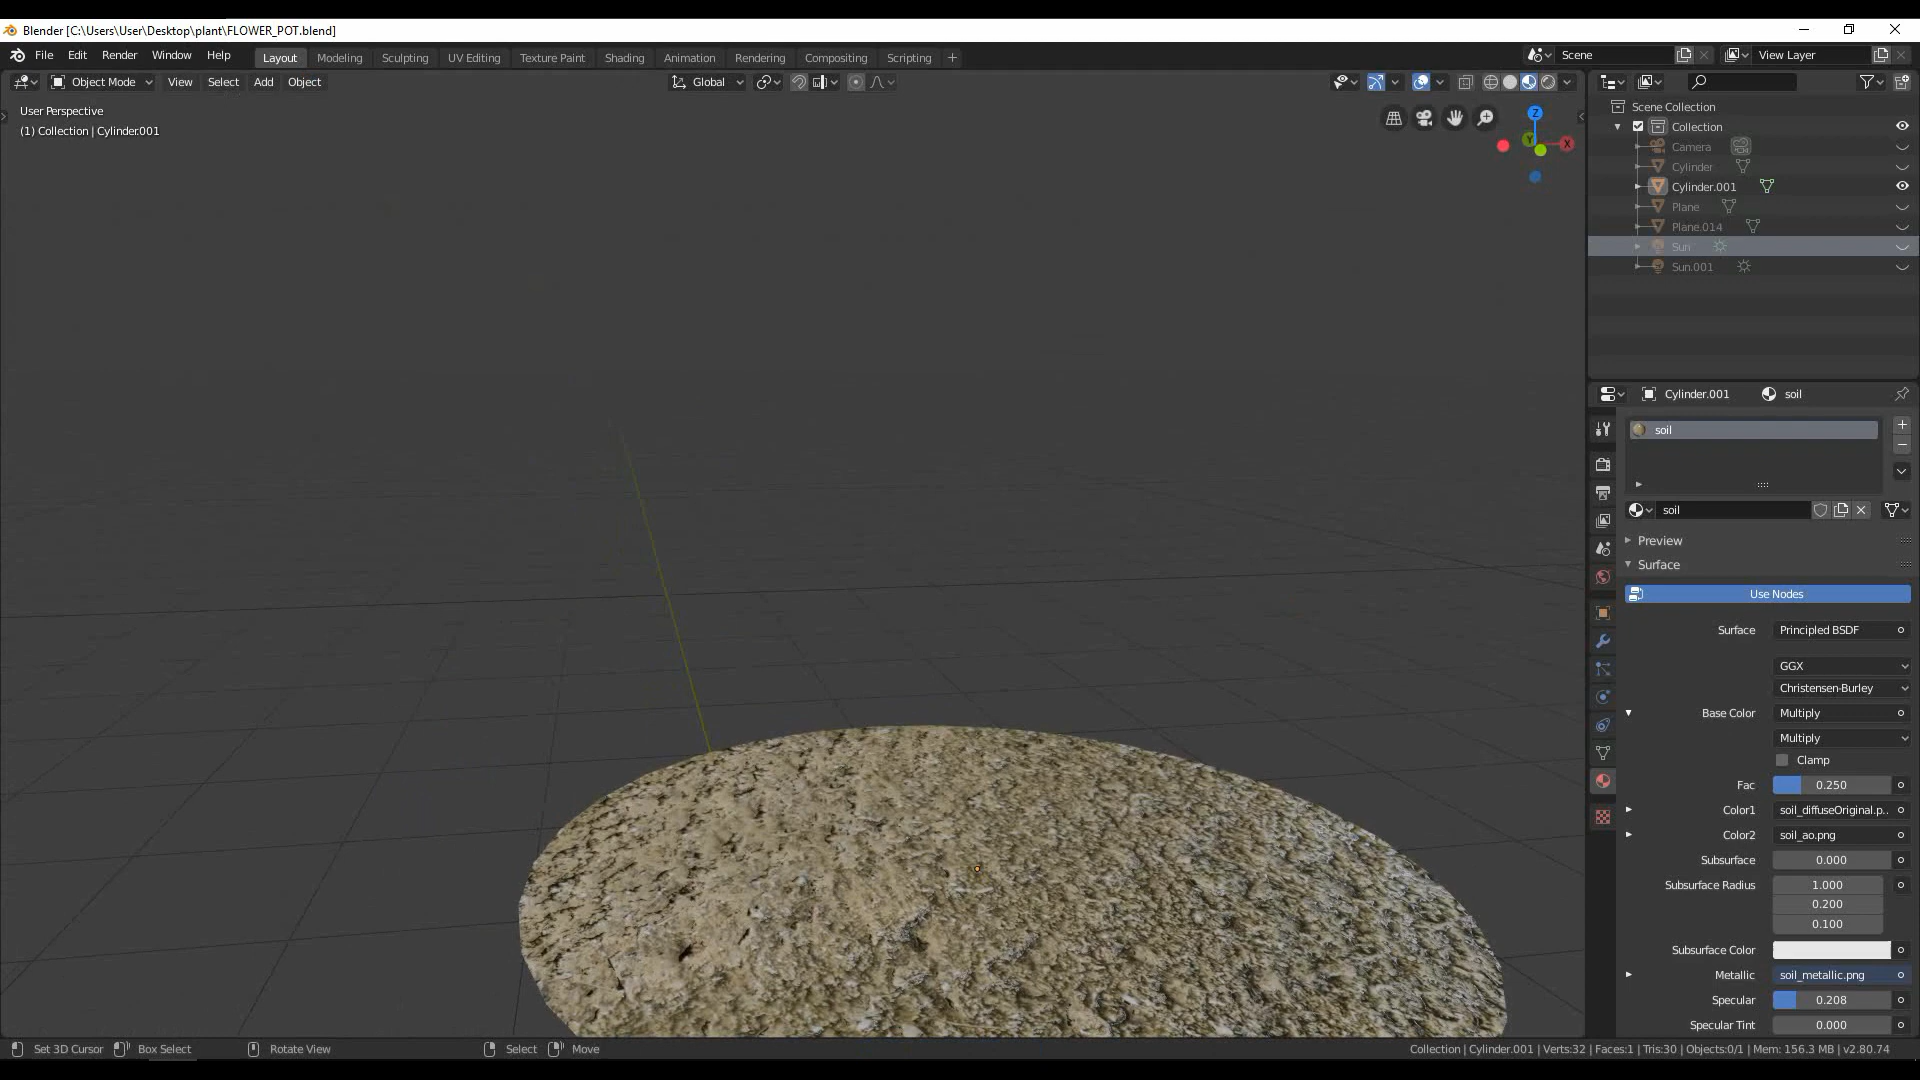 Blender [C:\Users\User\Desktop\plant\FLOWER_POT.blend]
File Edit Render Window Help Layout Modeling Sculpting UV Editing Texture Paint Shading Animation Rendering Compositing Scripting + Scene View Layer
Object Mode View Select Add Object Global
User Perspective
(1) Collection | Cylinder.001
Z
Y
X
Scene Collection
Collection
Camera
Cylinder
Cylinder.001
Plane
Plane.014
Sun
Sun.001
Cylinder.001 soil
soil
soil
Preview
Surface
Use Nodes
Surface Principled BSDF
GGX
Christensen-Burley
Base Color Multiply
Multiply
Clamp
Fac 0.250
Color1 soil_diffuseOriginal.p..
Color2 soil_ao.png
Subsurface 0.000
Subsurface Radius 1.000
0.200
0.100
Subsurface Color
Metallic soil_metallic.png
Specular 0.208
Specular Tint 0.000
Set 3D Cursor Box Select Rotate View Select Move Collection | Cylinder.001 | Verts:32 | Faces:1 | Tris:30 | Objects:0/1 | Mem: 156.3 MB | v2.80.74